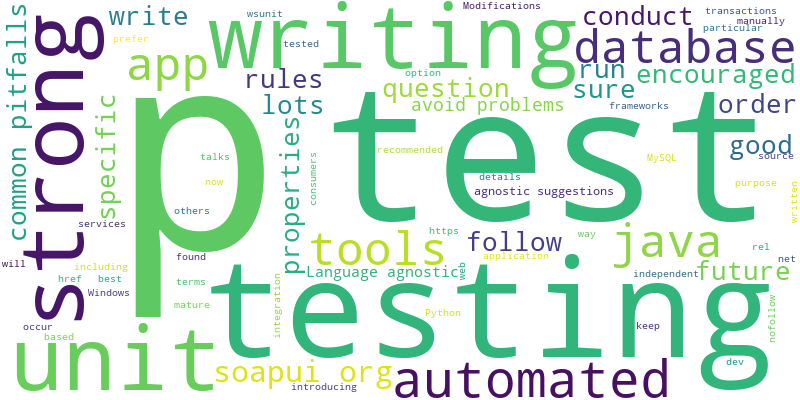 Modifications
transactions
wsunit
write
conduct
manually
particular
prefer
tested
writing
database
strong
app
common pitfalls
rules
question
option
run
encouraged
sure
lots
avoid problems
frameworks
order
p
test
specific
properties
good
recommended
talks
consumers
MySQL
source
details
now
agnostic suggestions
purpose
written
others
services
https
way
follow
java
rel
tools
found
application
net
will
Language agnostic
web
independent
future
including
href
best
terms
Windows
mature
integration
testing
Python
nofollow
occur
based
unit
keep
dev
soapui org
introducing
automated